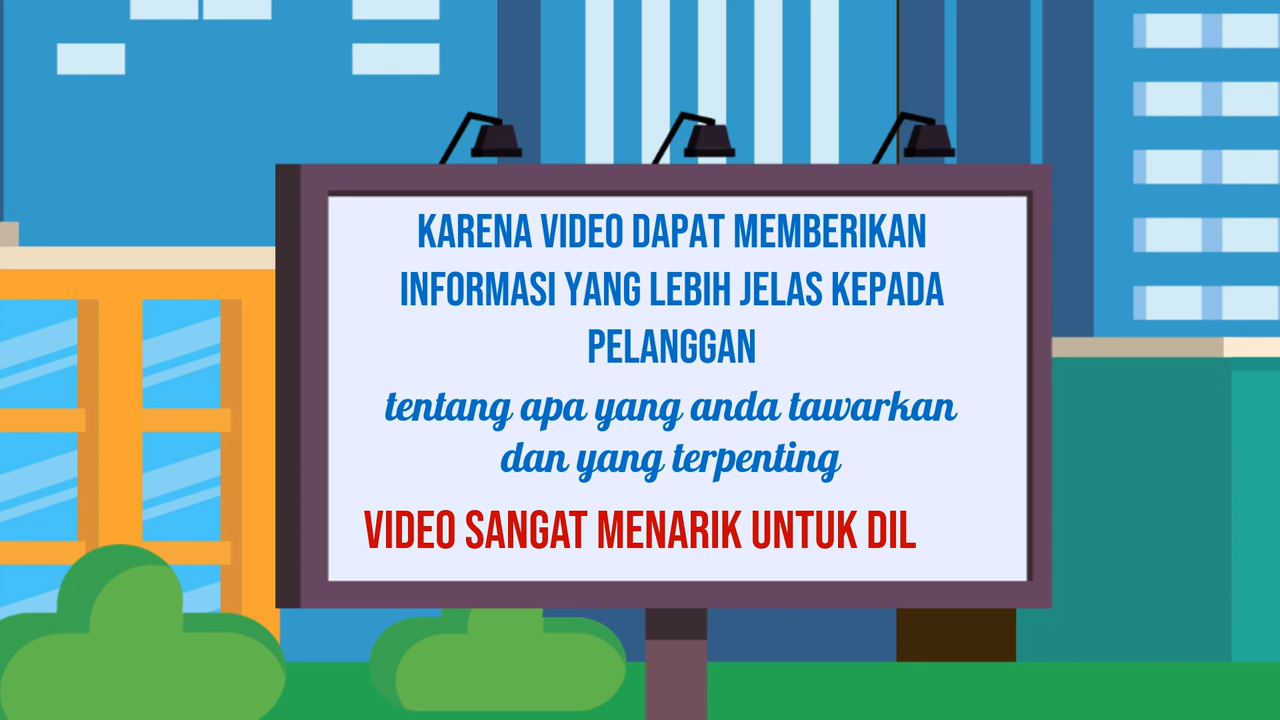 KARENA VIDEO DAPAT MEMBERIKAN
INFORMASI YANG LEBIH JELAS KEPADA
PELANGGAN
tentang apa yang anda tawarkan
dan yang terpenting
VIDEO SANGAT MENARIK UNTUK DIL